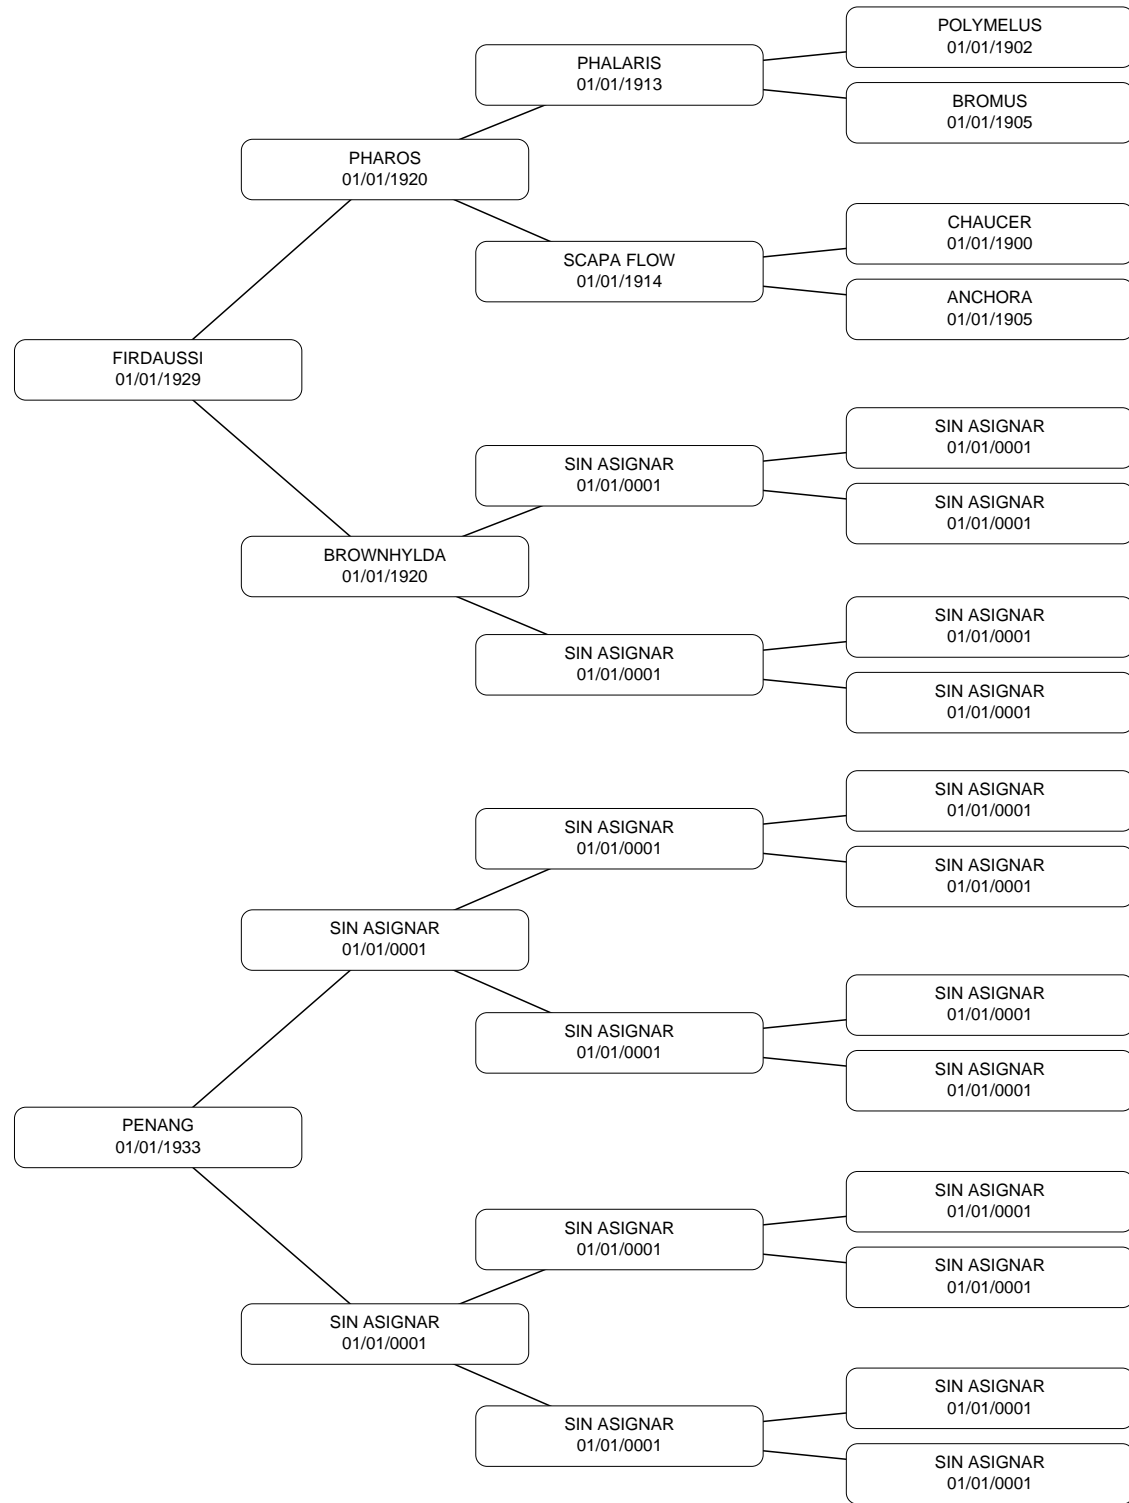 POLYMELUS
01/01/1902
PHALARIS
01/01/1913
BROMUS
01/01/1905
PHAROS
01/01/1920
CHAUCER
01/01/1900
SCAPA FLOW
01/01/1914
ANCHORA
01/01/1905
FIRDAUSSI
01/01/1929
SIN ASIGNAR
01/01/0001
SIN ASIGNAR
01/01/0001
SIN ASIGNAR
01/01/0001
BROWNHYLDA
01/01/1920
SIN ASIGNAR
01/01/0001
SIN ASIGNAR
01/01/0001
SIN ASIGNAR
01/01/0001
SIN ASIGNAR
01/01/0001
SIN ASIGNAR
01/01/0001
SIN ASIGNAR
01/01/0001
SIN ASIGNAR
01/01/0001
SIN ASIGNAR
01/01/0001
SIN ASIGNAR
01/01/0001
SIN ASIGNAR
01/01/0001
PENANG
01/01/1933
SIN ASIGNAR
01/01/0001
SIN ASIGNAR
01/01/0001
SIN ASIGNAR
01/01/0001
SIN ASIGNAR
01/01/0001
SIN ASIGNAR
01/01/0001
SIN ASIGNAR
01/01/0001
SIN ASIGNAR
01/01/0001